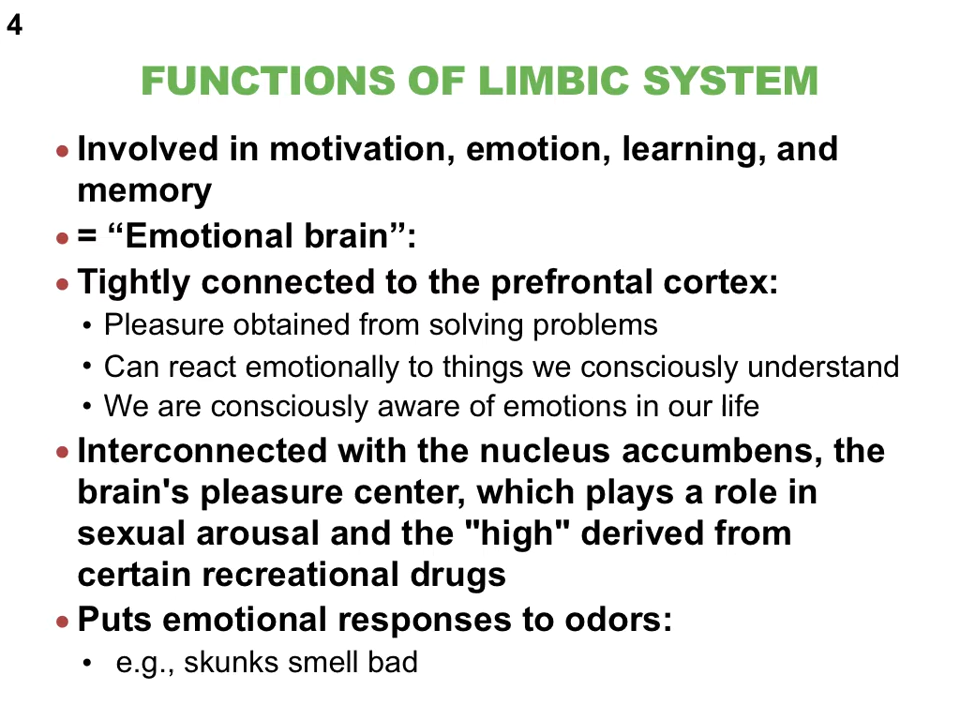 4
FUNCTIONS OF LIMBIC SYSTEM
• Involved in motivation, emotion, learning, and
memory
• = “Emotional brain”:
• Tightly connected to the prefrontal cortex:
• Pleasure obtained from solving problems
• Can react emotionally to things we consciously understand
• We are consciously aware of emotions in our life
• Interconnected with the nucleus accumbens, the
brain's pleasure center, which plays a role in
sexual arousal and the "high" derived from
certain recreational drugs
• Puts emotional responses to odors:
• e.g., skunks smell bad